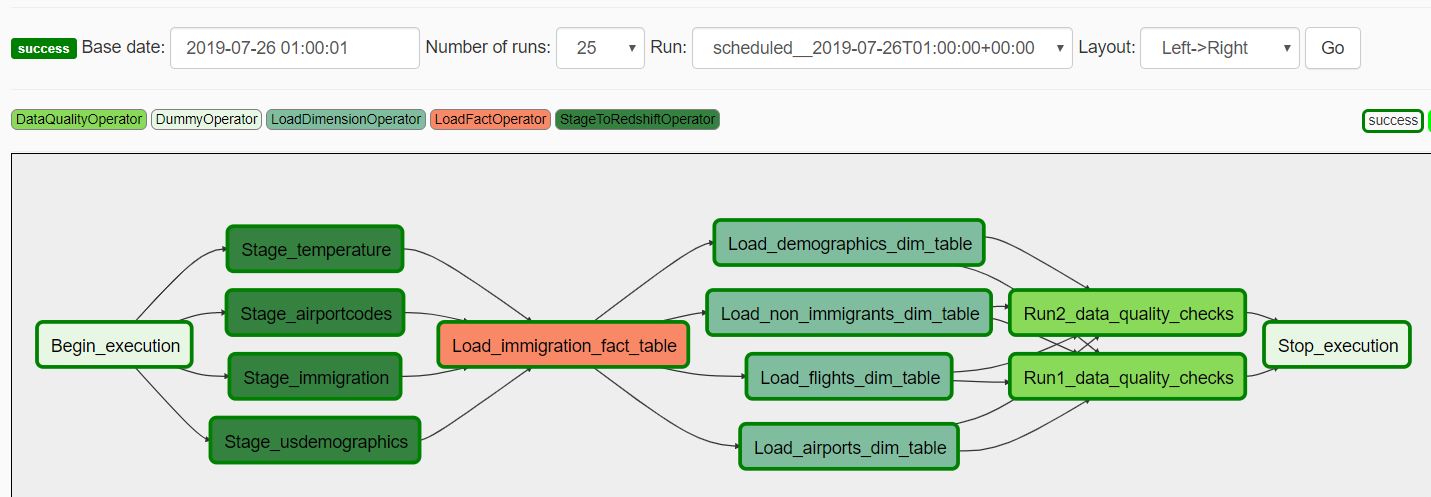 success Base date: 2019-07-26 01:00:01 Number of runs: 25 Run: scheduled__2019-07-26T01:00:00+00:00 Layout: Left->Right Go
DataQualityOperator DummyOperator LoadDimensionOperator LoadFactOperator StageToRedshiftOperator success
Begin_execution
Stage_temperature
Stage_airportcodes
Stage_immigration
Stage_usdemographics
Load_immigration_fact_table
Load_demographics_dim_table
Load_non_immigrants_dim_table
Load_flights_dim_table
Load_airports_dim_table
Run2_data_quality_checks
Run1_data_quality_checks
Stop_execution